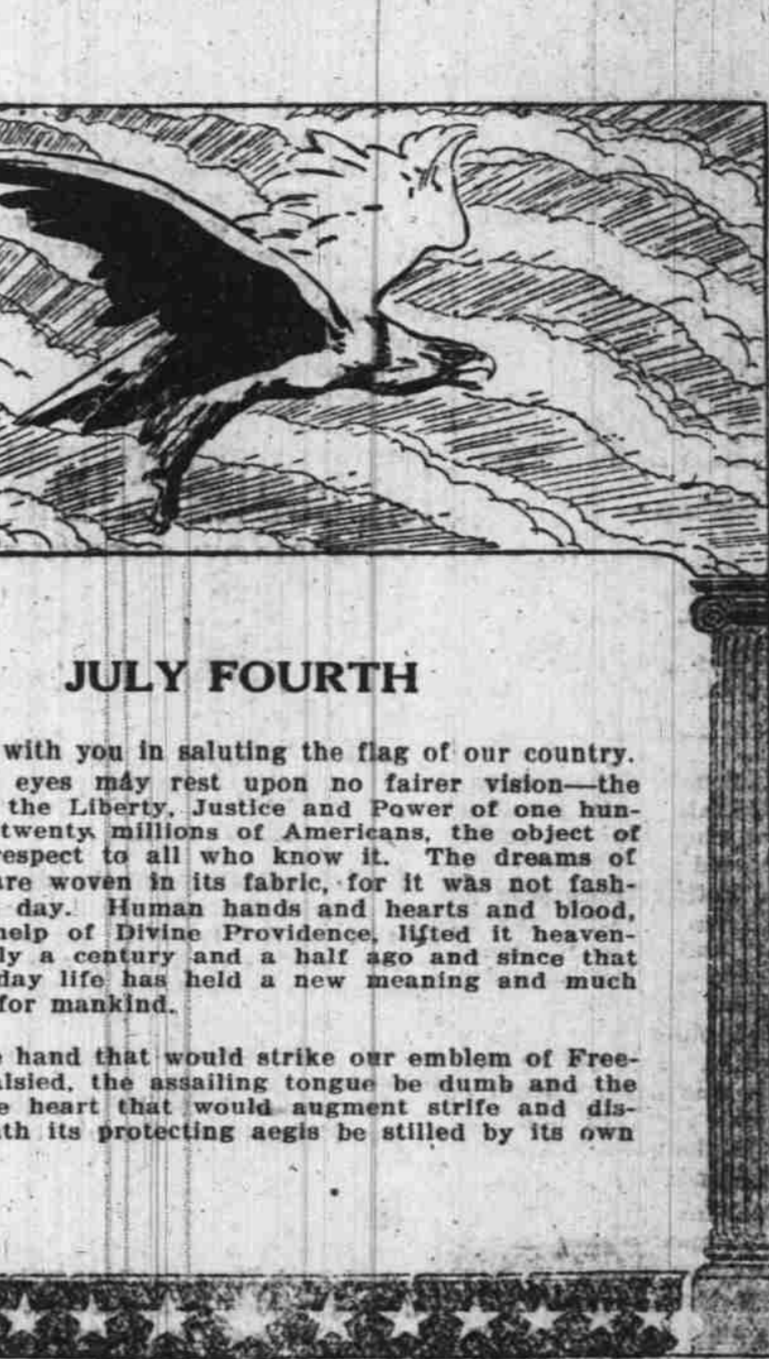 JULY FOURTH
with you in saluting the flag of our country.
eyes may rest upon no fairer vision—the
the Liberty, Justice and Power of one hun-
twenty millions of Americans, the object of
respect to all who know it. The dreams of
are woven in its fabric, for it was not fash-
day. Human hands and hearts and blood,
help of Divine Providence, lifted it heaven-
ly a century and a half ago and since that
day life has held a new meaning and much
for mankind.
hand that would strike our emblem of Free-
alsied, the assailing tongue be dumb and the
e heart that would augment strife and dis-
ath its protecting aegis be stilled by its own